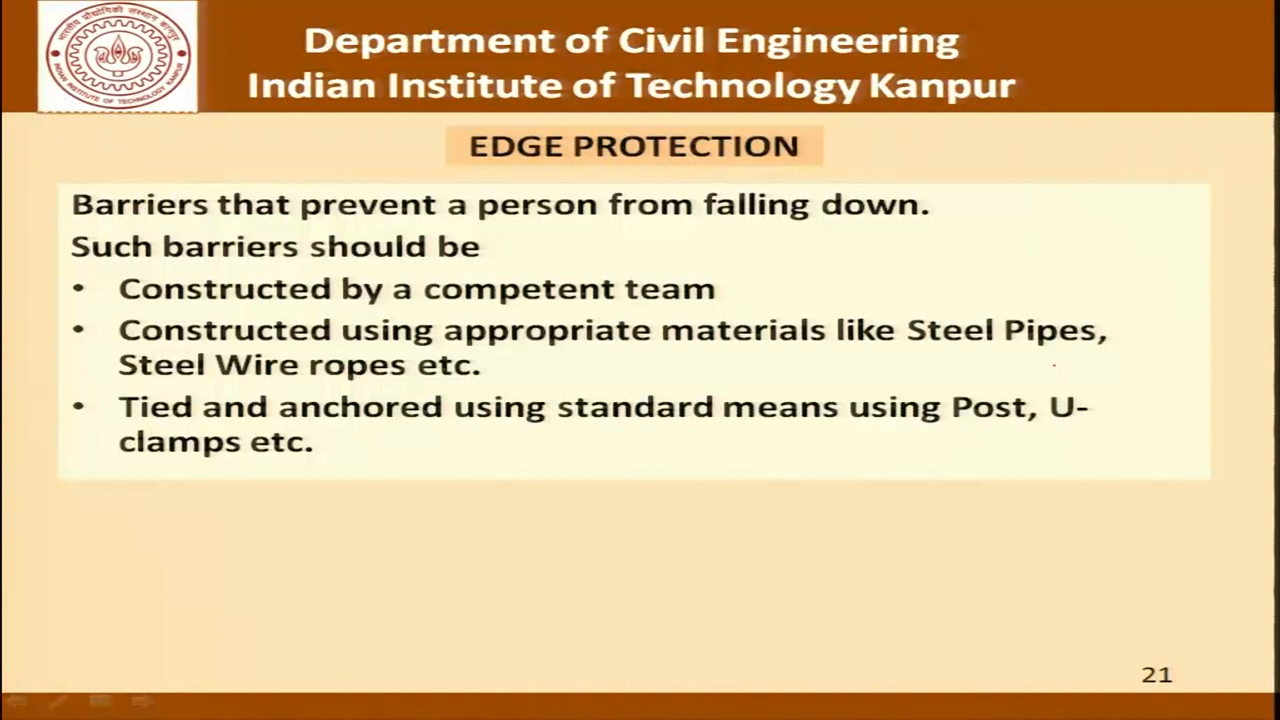 Department of Civil Engineering
Indian Institute of Technology Kanpur
EDGE PROTECTION
Barriers that prevent a person from falling down.
Such barriers should be
• Constructed by a competent team
• Constructed using appropriate materials like Steel Pipes,
Steel Wire ropes etc.
• Tied and anchored using standard means using Post, U-
clamps etc.
21